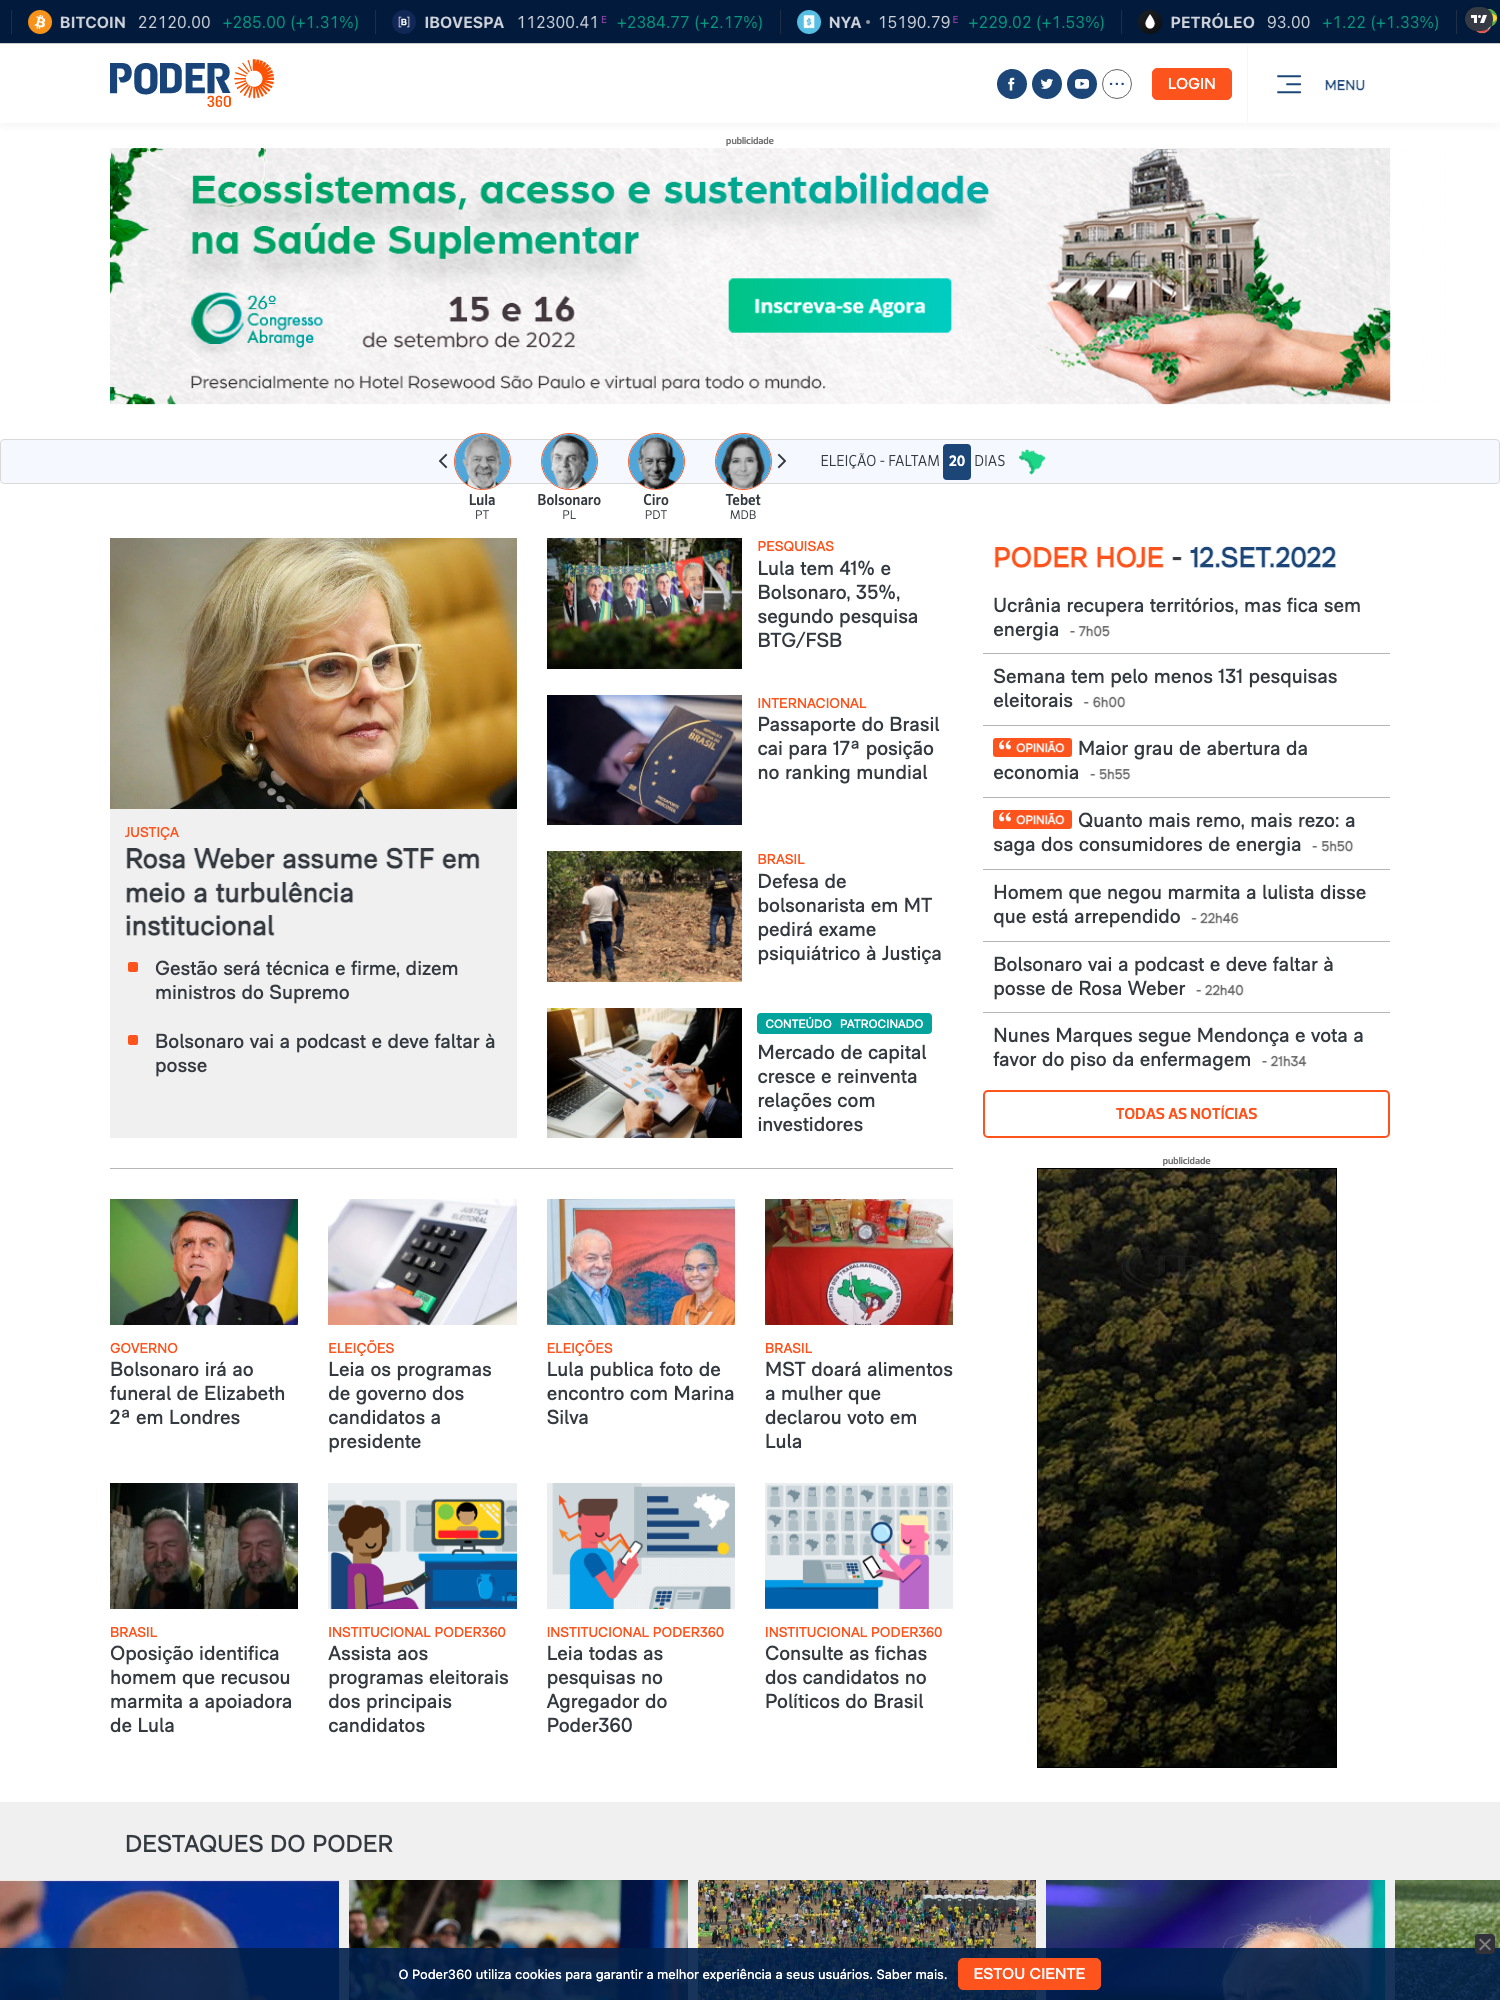 BITCOIN 22120.00 +285.00 (+1.31%) IBOVESPA 112300.41 E +2384.77 (+2.17%) NYA 15190.79 E +229.02 (+1.53%) PETRÓLEO 93.00 +1.22 (+1.33%)
PODER
360
LOGIN
MENU
publicidade
Ecossistemas, acesso e sustentabilidade
na Saúde Suplementar
26º
Congresso
Abramge
15 e 16
de setembro de 2022
Inscreva-se Agora
Presencialmente no Hotel Rosewood São Paulo e virtual para todo o mundo.
Lula
PT
Bolsonaro
PL
Ciro
PDT
Tebet
MDB
ELEIÇÃO - FALTAM 20 DIAS
JUSTIÇA
Rosa Weber assume STF em
meio a turbulência
institucional
Gestão será técnica e firme, dizem
ministros do Supremo
Bolsonaro vai a podcast e deve faltar à
posse
PESQUISAS
Lula tem 41% e
Bolsonaro, 35%,
segundo pesquisa
BTG/FSB
BRASIL
INTERNACIONAL
Passaporte do Brasil
cai para 17ª posição
no ranking mundial
BRASIL
Defesa de
bolsonarista em MT
pedirá exame
psiquiátrico à Justiça
CONTEÚDO PATROCINADO
Mercado de capital
cresce e reinventa
relações com
investidores
PODER HOJE - 12.SET.2022
Ucrânia recupera territórios, mas fica sem
energia - 7h05
Semana tem pelo menos 131 pesquisas
eleitorais - 6h00
OPINIÃO Maior grau de abertura da
economia - 5h55
OPINIÃO Quanto mais remo, mais rezo: a
saga dos consumidores de energia - 5h50
Homem que negou marmita a lulista disse
que está arrependido - 22h46
Bolsonaro vai a podcast e deve faltar à
posse de Rosa Weber - 22h40
Nunes Marques segue Mendonça e vota a
favor do piso da enfermagem - 21h34
TODAS AS NOTÍCIAS
publicidade
GOVERNO
Bolsonaro irá ao
funeral de Elizabeth
2ª em Londres
JUSTIÇA
ELEITORAL
ELEIÇÕES
Leia os programas
de governo dos
candidatos a
presidente
ELEIÇÕES
Lula publica foto de
encontro com Marina
Silva
BRASIL
MST doará alimentos
a mulher que
declarou voto em
Lula
BRASIL
Oposição identifica
homem que recusou
marmita a apoiadora
de Lula
INSTITUCIONAL PODER360
Assista aos
programas eleitorais
dos principais
candidatos
INSTITUCIONAL PODER360
Leia todas as
pesquisas no
Agregador do
Poder360
INSTITUCIONAL PODER360
Consulte as fichas
dos candidatos no
Políticos do Brasil
DESTAQUES DO PODER
O Poder360 utiliza cookies para garantir a melhor experiência a seus usuários. Saber mais.
ESTOU CIENTE